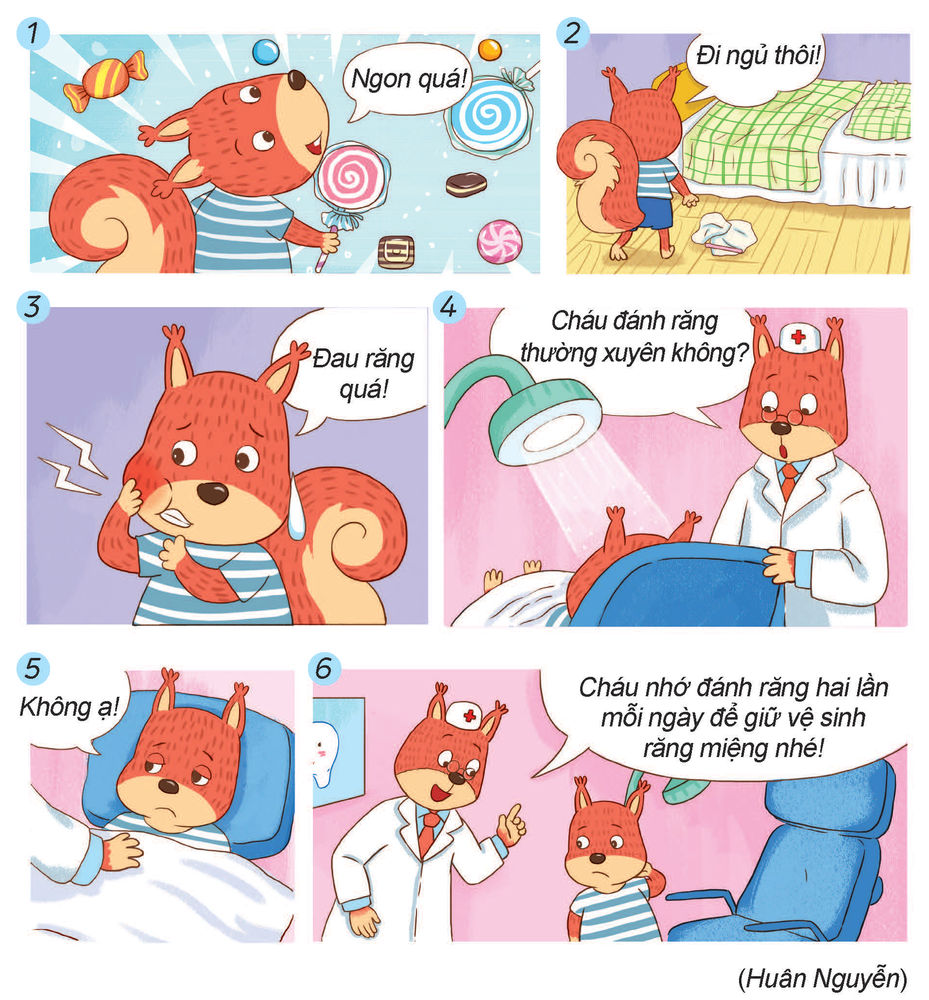 1
Ngon quá!
2
Đi ngủ thôi!
3
Đau răng
quá!
4
Cháu đánh răng
thường xuyên không?
5
Không ạ!
6
Cháu nhớ đánh răng hai lần
mỗi ngày để giữ vệ sinh
răng miệng nhé!
(Huân Nguyễn)